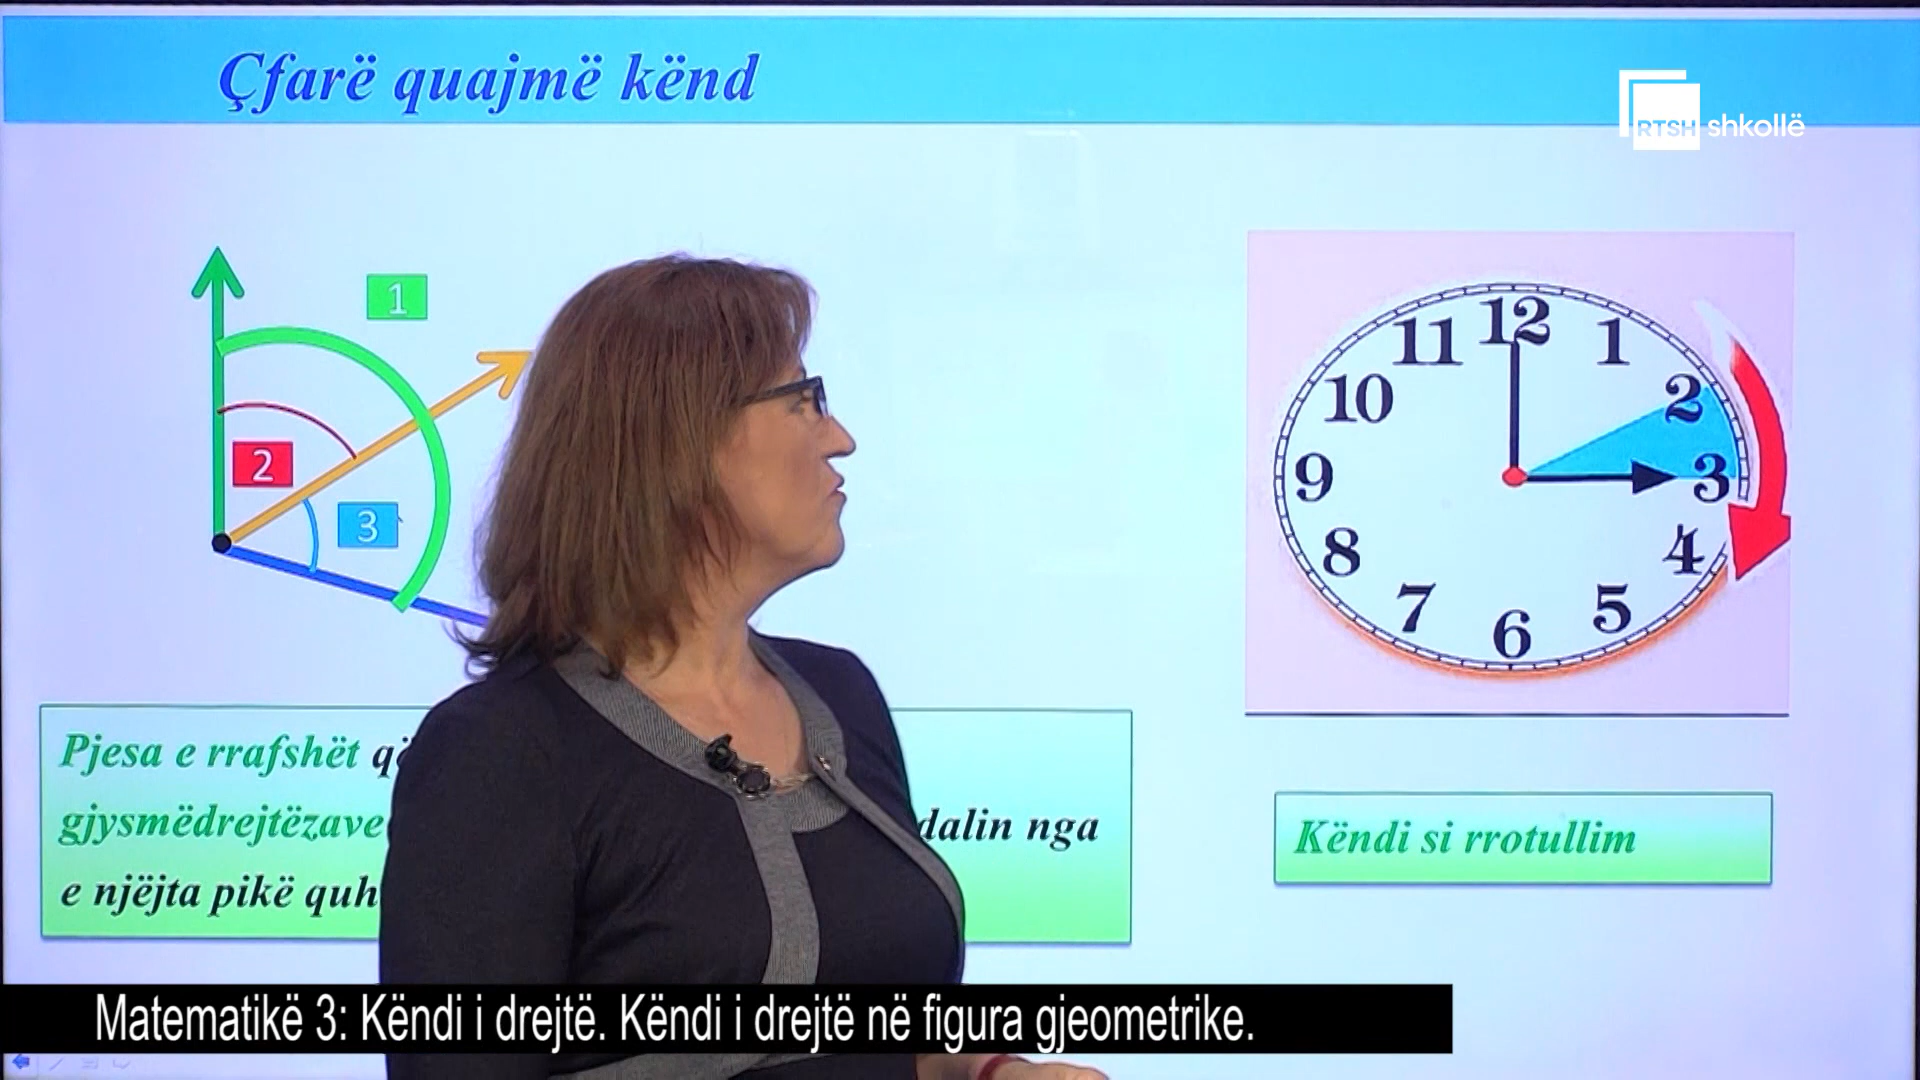 Çfarë quajmë kënd
RTSH shkollë
1
2
3
12
1
2
3
4
5
6
7
8
9
10
11
Pjesa e rrafshët
gjysmëdrejtëzave dalin nga
e njëjta pikë
Këndi si rrotullim
Matematikë 3: Këndi i drejtë. Këndi i drejtë në figura gjeometrike.